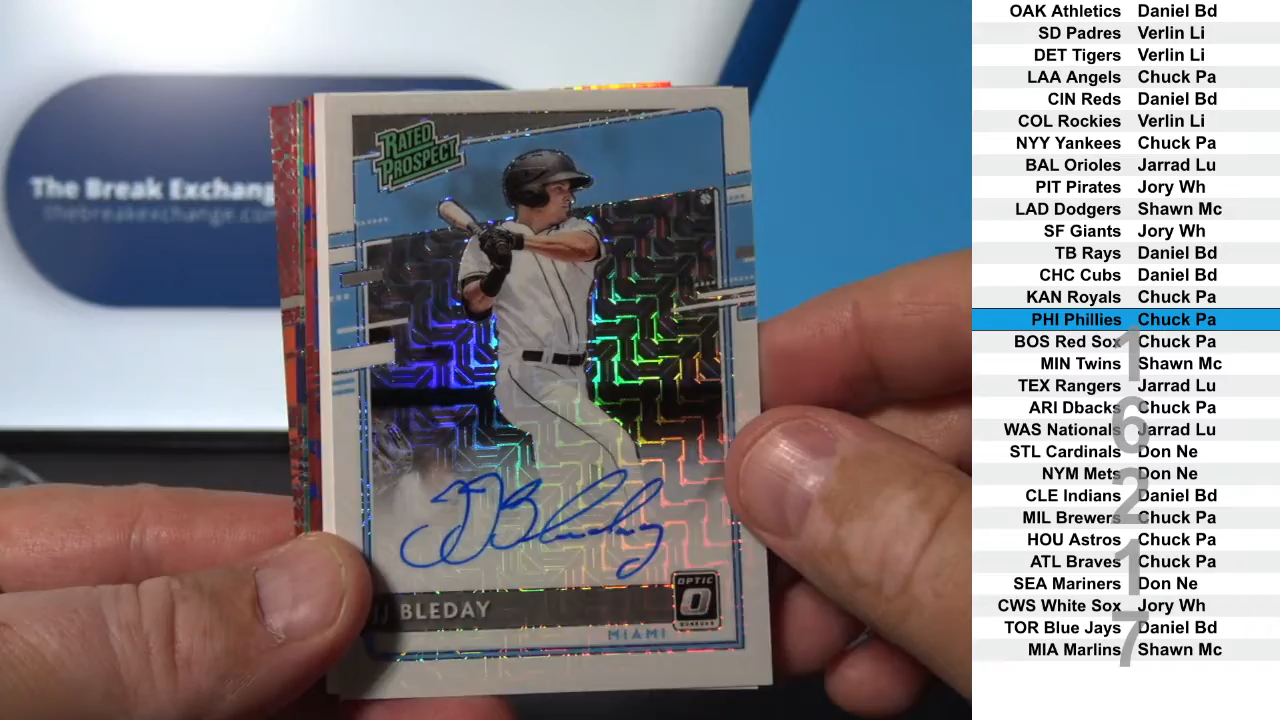 The Break Exchang
thebreakexchange.com
RATED
PROSPECT
JJ Bleday
JJ BLEDAY
OPTIC
DONRUSS
MIAMI
OAK Athletics Daniel Bd
SD Padres Verlin Li
DET Tigers Verlin Li
LAA Angels Chuck Pa
CIN Reds Daniel Bd
COL Rockies Verlin Li
NYY Yankees Chuck Pa
BAL Orioles Jarrad Lu
PIT Pirates Jory Wh
LAD Dodgers Shawn Mc
SF Giants Jory Wh
TB Rays Daniel Bd
CHC Cubs Daniel Bd
KAN Royals Chuck Pa
PHI Phillies Chuck Pa
BOS Red Sox Chuck Pa
MIN Twins Shawn Mc
TEX Rangers Jarrad Lu
ARI Dbacks Chuck Pa
WAS Nationals Jarrad Lu
STL Cardinals Don Ne
NYM Mets Don Ne
CLE Indians Daniel Bd
MIL Brewers Chuck Pa
HOU Astros Chuck Pa
ATL Braves Chuck Pa
SEA Mariners Don Ne
CWS White Sox Jory Wh
TOR Blue Jays Daniel Bd
MIA Marlins Shawn Mc
1
6
2
1
7